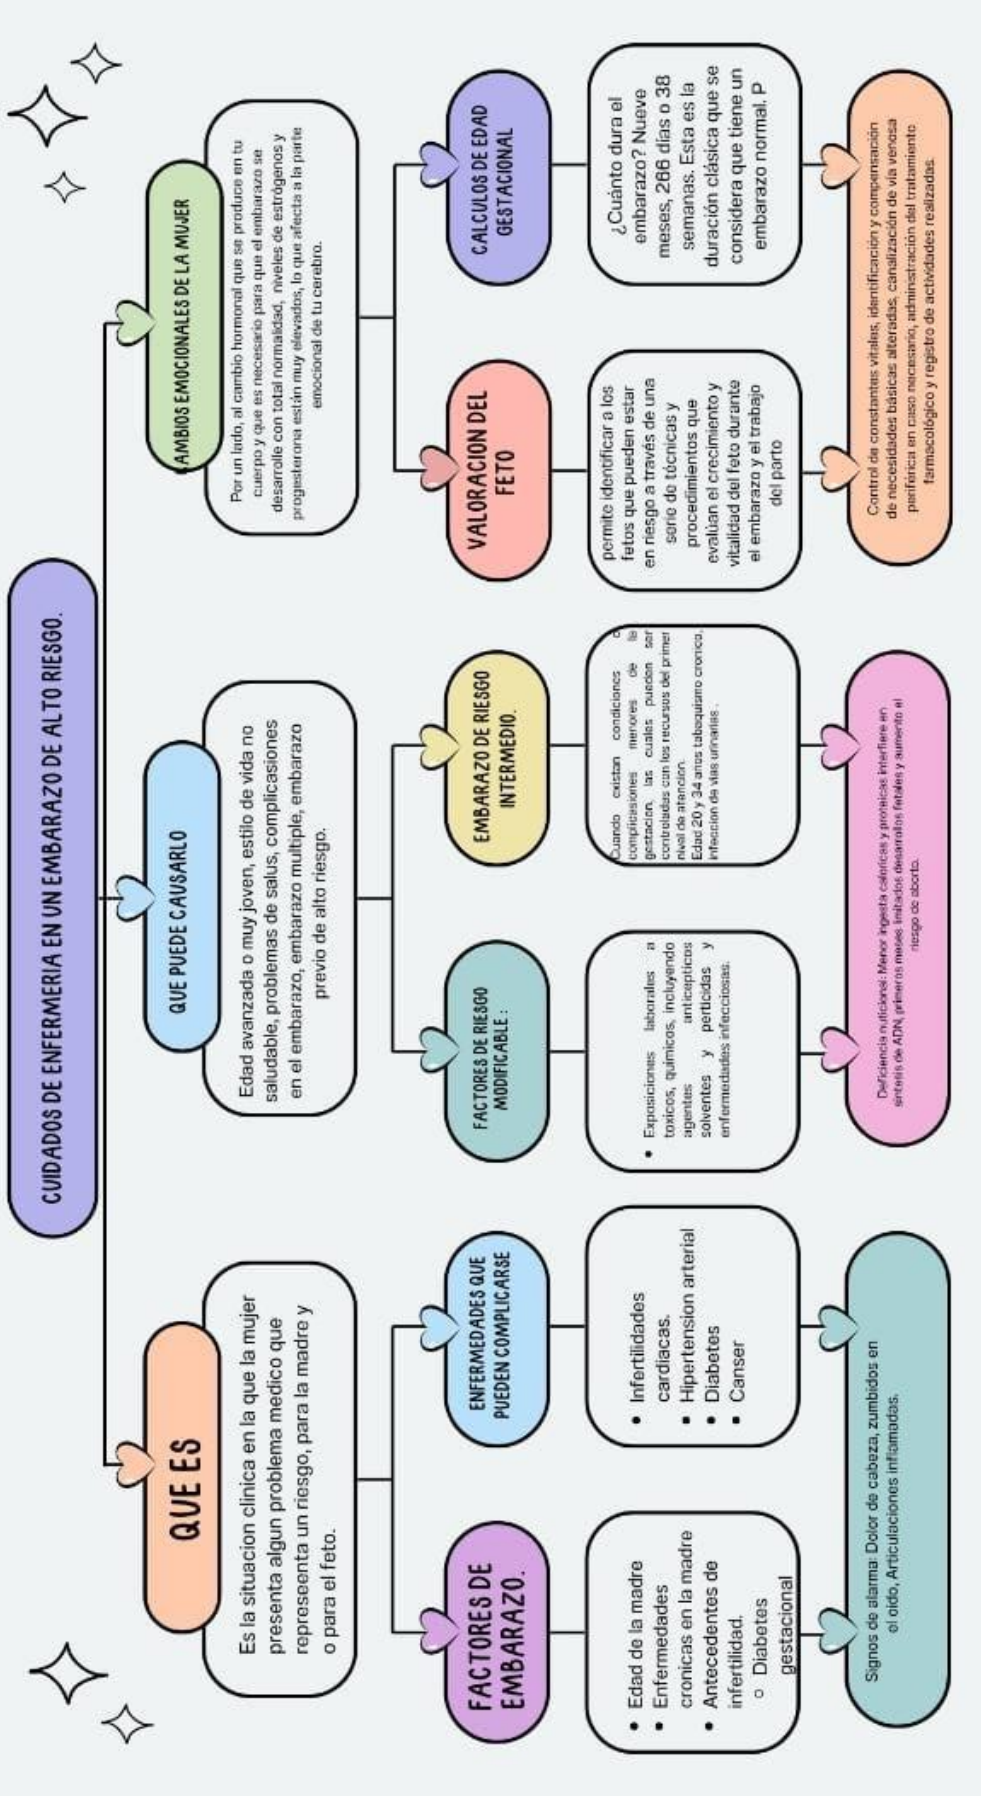 CUIDADOS DE ENFERMERIA EN UN EMBARAZO DE ALTO RIESGO.
QUE ES
Es la situacion clinica en la que la mujer
presenta algun problema medico que
represeenta un riesgo, para la madre y
o para el feto.
FACTORES DE
EMBARAZO.
• Edad de la madre
• Enfermedades
cronicas en la madre
• Antecedentes de
infertilidad.
○ Diabetes
gestacional
ENFERMEDADES QUE
PUEDEN COMPLICARSE
• Infertilidades
cardiacas.
• Hipertension arterial
• Diabetes
• Canser
Signos de alarma: Dolor de cabeza, zumbidos en
el oido, Articulaciones inflamadas.
QUE PUEDE CAUSARLO
Edad avanzada o muy joven, estilo de vida no
saludable, problemas de salus, complicasiones
en el embarazo, embarazo multiple, embarazo
previo de alto riesgo.
FACTORES DE RIESGO
MODIFICABLE :
• Exposiciones laborales a
toxicos, quimicos, incluyendo
agentes anticepticos
solventes y perticidas y
enfermedades infecciosas.
EMBARAZO DE RIESGO
INTERMEDIO.
Cuando existan condiciones o
complicasiones menores de la
gestacion, las cuales pueden ser
controladas con los recursos del primer
nivel de atencion.
Edad 20 y 34 años tabaquismo cronico,
infeccion de vias urinarias .
Deficiencia nuticional: Menor ingesta caloricas y proteicas interfiere en
sintesis de ADN, primeros meses limitados desarrollos fetales y aumento el
riesgo de aborto.
AMBIOS EMOCIONALES DE LA MUJER
Por un lado, al cambio hormonal que se produce en tu
cuerpo y que es necesario para que el embarazo se
desarrolle con total normalidad, niveles de estrógenos y
progesterona están muy elevados, lo que afecta a la parte
emocional de tu cerebro.
VALORACION DEL
FETO
permite identificar a los
fetos que pueden estar
en riesgo a través de una
serie de técnicas y
procedimientos que
evalúan el crecimiento y
vitalidad del feto durante
el embarazo y el trabajo
del parto
CALCULOS DE EDAD
GESTACIONAL
¿Cuánto dura el
embarazo? Nueve
meses, 266 días o 38
semanas. Esta es la
duración clásica que se
considera que tiene un
embarazo normal. P
Control de constantes vitales, identificación y compensación
de necesidades básicas alteradas, canalización de vía venosa
periférica en caso necesario, administración del tratamiento
farmacológico y registro de actividades realizadas.